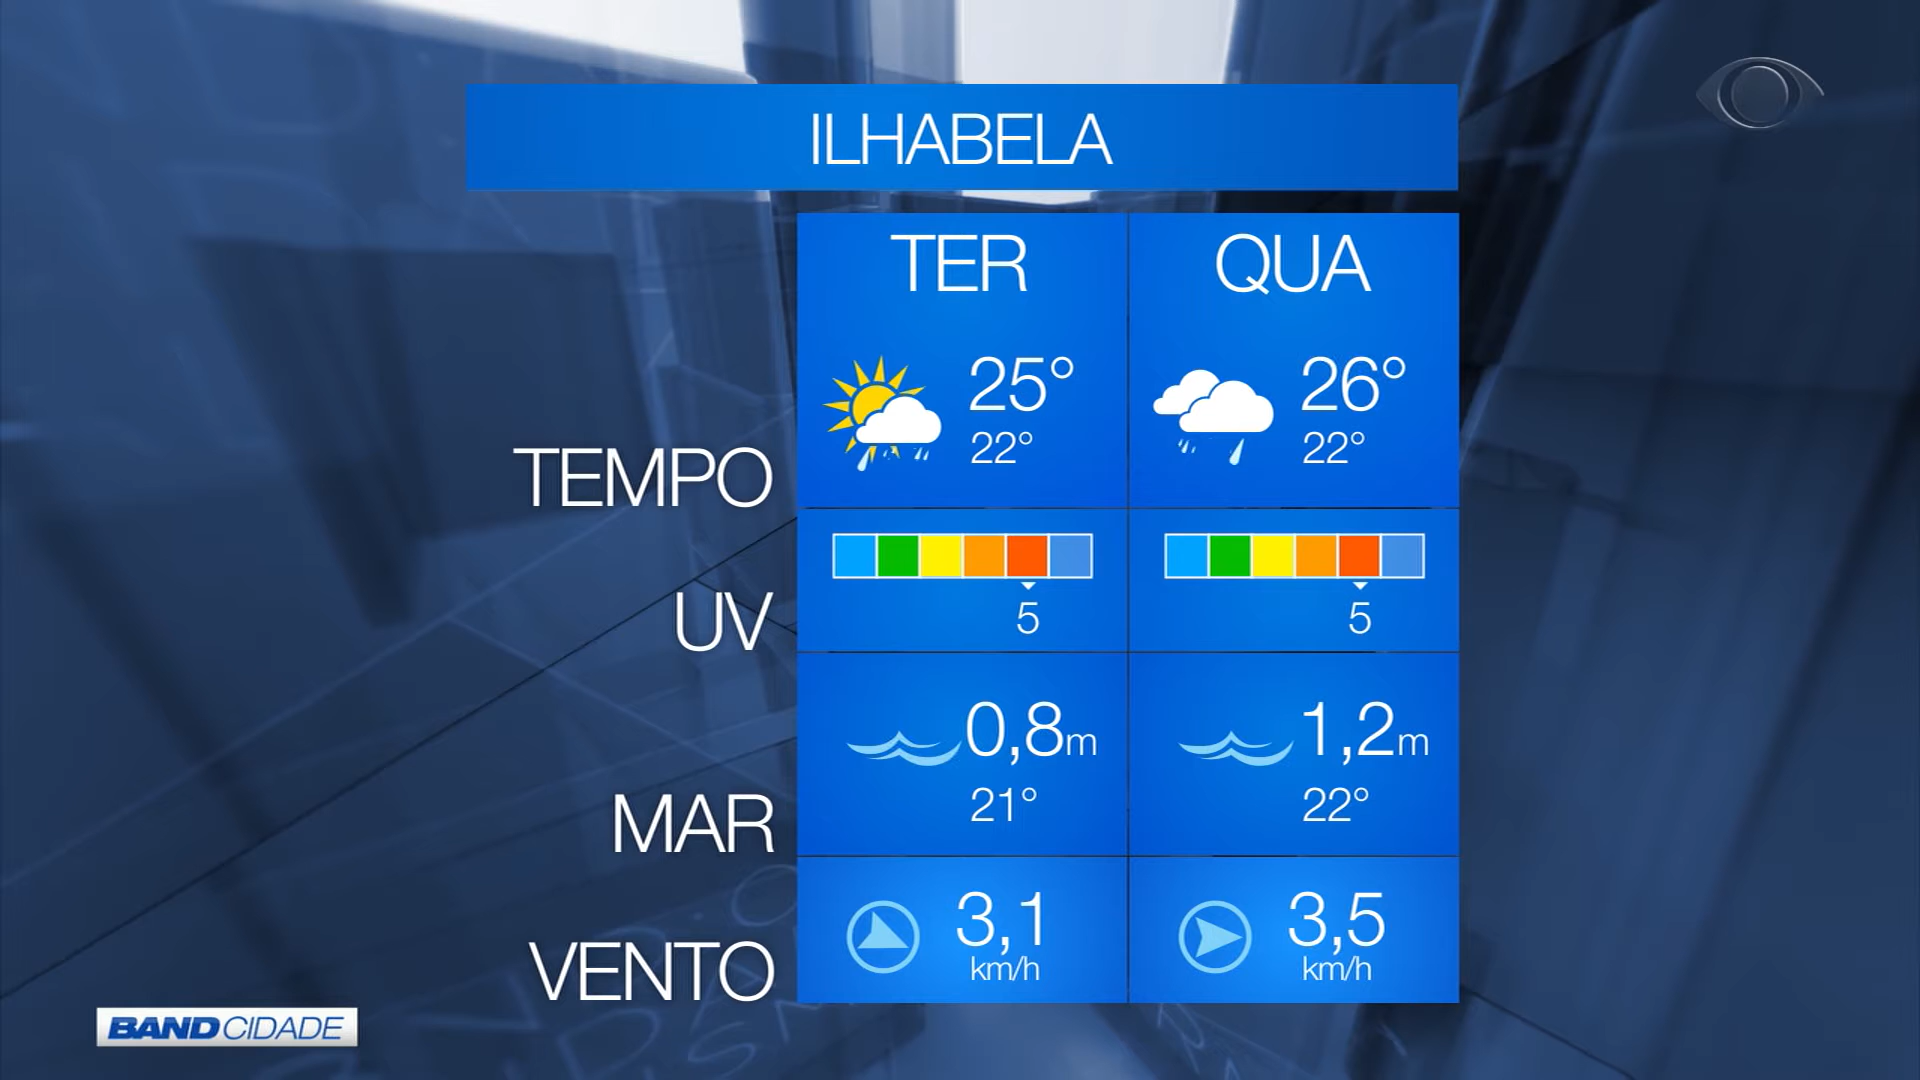 ILHABELA
TER QUA
25° 26°
22° 22°
TEMPO
5 5
UV
0,8m 1,2m
21° 22°
MAR
3,1 3,5
km/h km/h
VENTO
BAND CIDADE